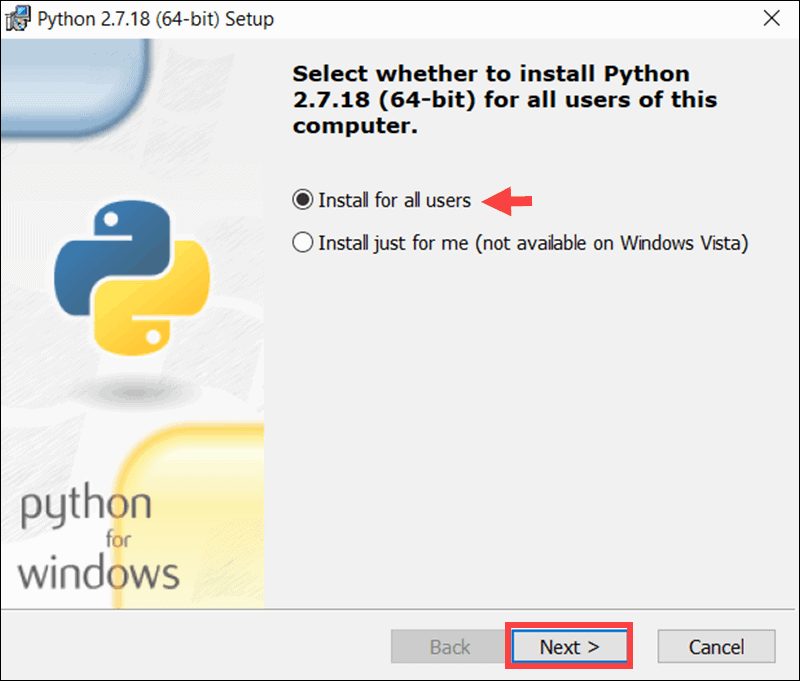 Python 2.7.18 (64-bit) Setup
Select whether to install Python
2.7.18 (64-bit) for all users of this
computer.
Install for all users
Install just for me (not available on Windows Vista)
python
for
windows
Back
Next >
Cancel